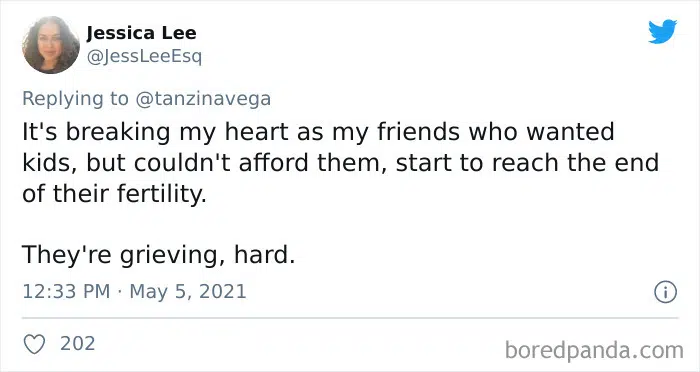 Jessica Lee
@JessLeeEsq
Replying to @tanzinavega
It's breaking my heart as my friends who wanted
kids, but couldn't afford them, start to reach the end
of their fertility.
They're grieving, hard.
12:33 PM · May 5, 2021
202
boredpanda.com